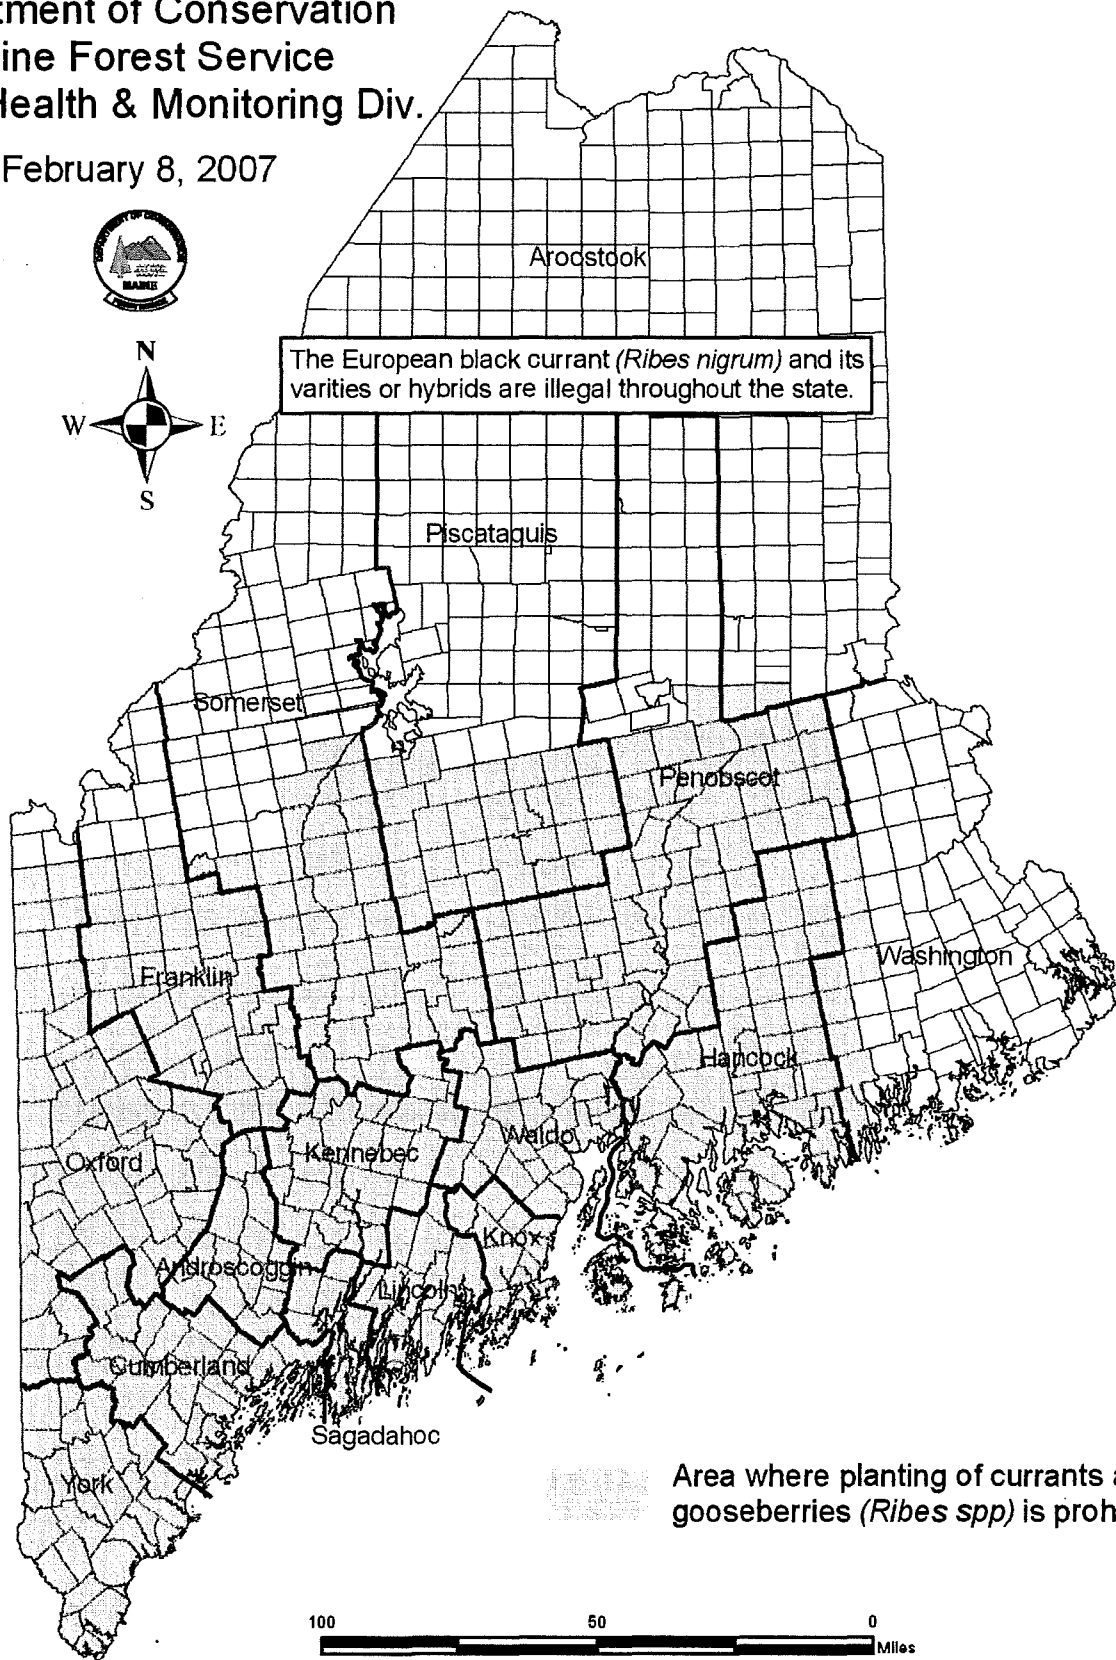 tment of Conservation
ine Forest Service
Health & Monitoring Div.
February 8, 2007
MAINE
N
W E
S
Aroostook
The European black currant (Ribes nigrum) and its
varities or hybrids are illegal throughout the state.
Piscataquis
Somerset
Penobscot
Washington
Franklin
Hancock
Waldo
Kennebec
Oxford
Knox
Androscoggin
Lincoln
Cumberland
Sagadahoc
York
Area where planting of currants a
gooseberries (Ribes spp) is proh
100 50 0
Miles